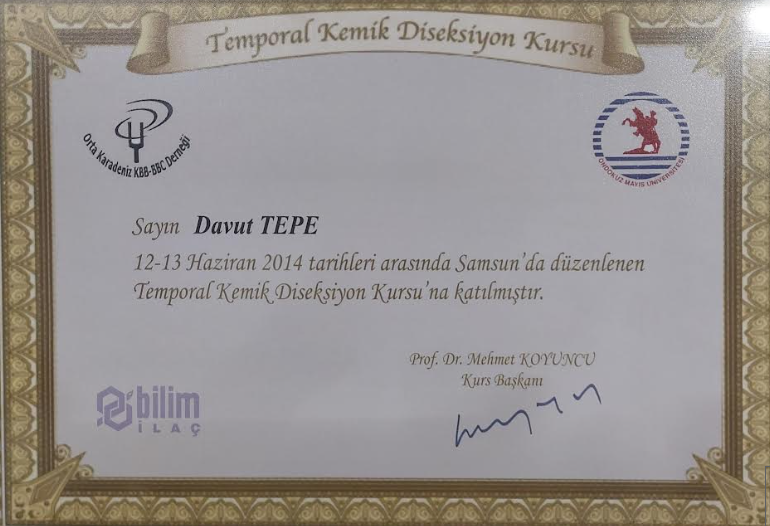 Temporal Kemik Diseksiyon Kursu
Orta Karadeniz KBB-BBC Derneği
ONDOKUZ MAYIS ÜNİVERSİTESİ
Sayın Davut TEPE
12-13 Haziran 2014 tarihleri arasında Samsun'da düzenlenen
Temporal Kemik Diseksiyon Kursu'na katılmıştır.
Prof. Dr. Mehmet KOYUNCU
Kurs Başkanı
bilim
İLAÇ